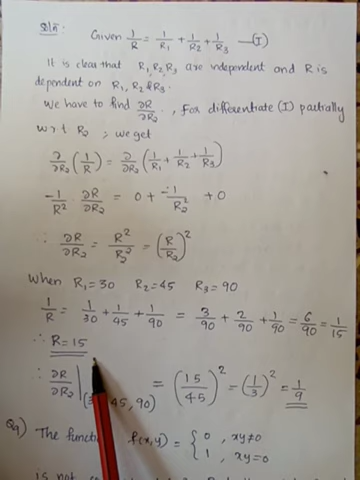 Soln: Given 1/R = 1/R₁ + 1/R₂ + 1/R₃ —(I)
It is clear that R₁,R₂,R₃ are independent and R is
dependent on R₁, R₂ & R₃.
We have to find ∂R/∂R₂ , For differentiate (I) partially
w.r.t R₂ , we get
∂/∂R₂ (1/R) = ∂/∂R₂ (1/R₁ + 1/R₂ + 1/R₃)
-1/R² ∂R/∂R₂ = 0 + -1/R₂² + 0
∴ ∂R/∂R₂ = R²/R₂² = (R/R₂)²
When R₁=30 R₂=45 R₃=90
1/R = 1/30 + 1/45 + 1/90 = 3/90 + 2/90 + 1/90 = 6/90 = 1/15
∴ R=15
∴ ∂R/∂R₂ |(3 45, 90) = (15/45)² = (1/3)² = 1/9
Q9) The function f(x,y) = { 0 , xy≠0
1 , xy=0
is not